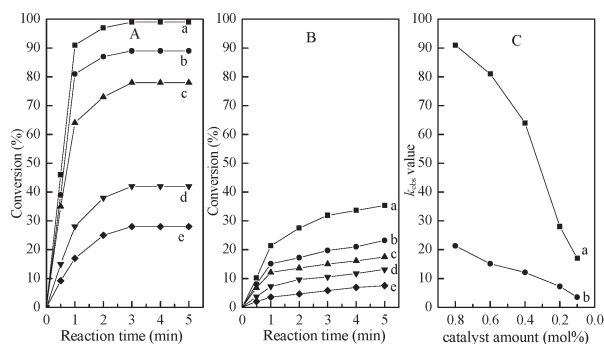 100
90
80
70
60
50
40
30
20
10
0
Conversion (%)
A
a
b
c
d
e
0 1 2 3 4 5
Reaction time (min)
100
90
80
70
60
50
40
30
20
10
0
Conversion (%)
B
a
b
c
d
e
0 1 2 3 4 5
Reaction time (min)
100
90
80
70
60
50
40
30
20
10
0
kobs value
C
a
b
0.8 0.6 0.4 0.2 0.0
catalyst amount (mol%)